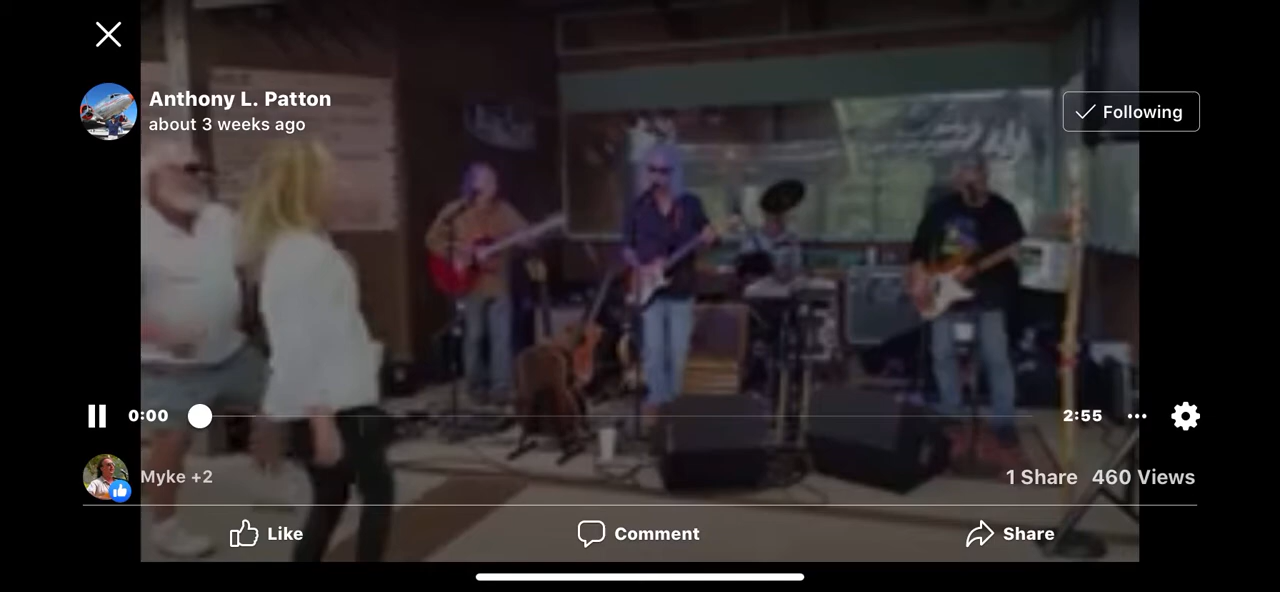 Anthony L. Patton
about 3 weeks ago
Following
0:00
2:55
Myke +2
1 Share 460 Views
Like
Comment
Share